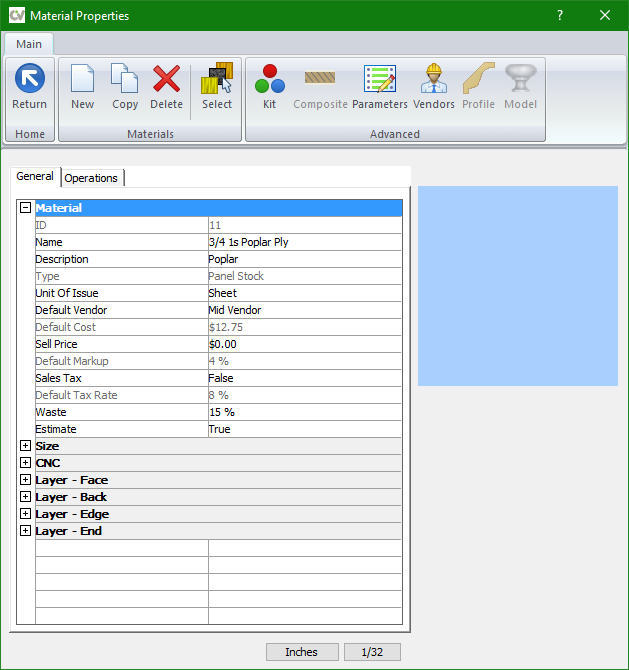 CV Material Properties ? ×
Main
Return New Copy Delete Select Kit Composite Parameters Vendors Profile Model
Home Materials Advanced
General Operations
Material
ID 11
Name 3/4 1s Poplar Ply
Description Poplar
Type Panel Stock
Unit Of Issue Sheet
Default Vendor Mid Vendor
Default Cost $12.75
Sell Price $0.00
Default Markup 4 %
Sales Tax False
Default Tax Rate 8 %
Waste 15 %
Estimate True
Size
CNC
Layer - Face
Layer - Back
Layer - Edge
Layer - End
Inches 1/32